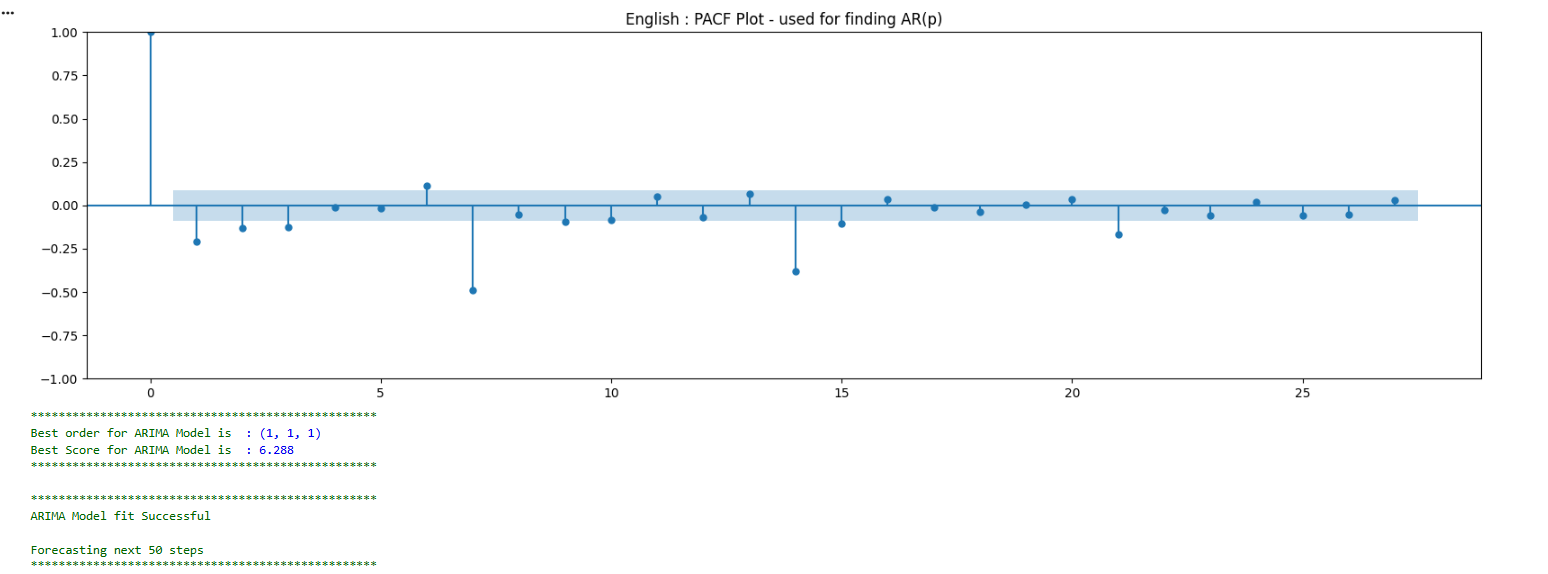 ...
English : PACF Plot - used for finding AR(p)
1.00
0.75
0.50
0.25
0.00
−0.25
−0.50
−0.75
−1.00
0 5 10 15 20 25
************************************************
Best order for ARIMA Model is  : (1, 1, 1)
Best Score for ARIMA Model is  : 6.288
************************************************
************************************************
ARIMA Model fit Successful
Forecasting next 50 steps
************************************************